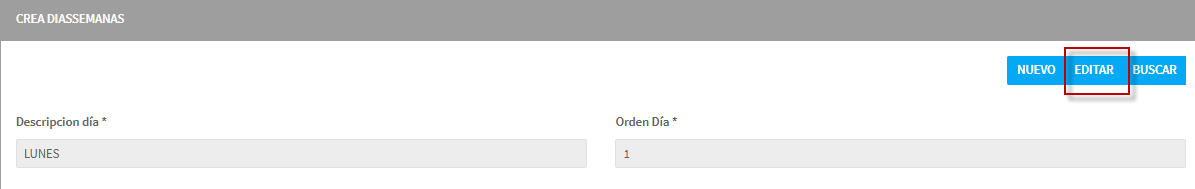 CREA DIASSEMANAS
NUEVO EDITAR BUSCAR
Descripcion día * Orden Día *
LUNES 1